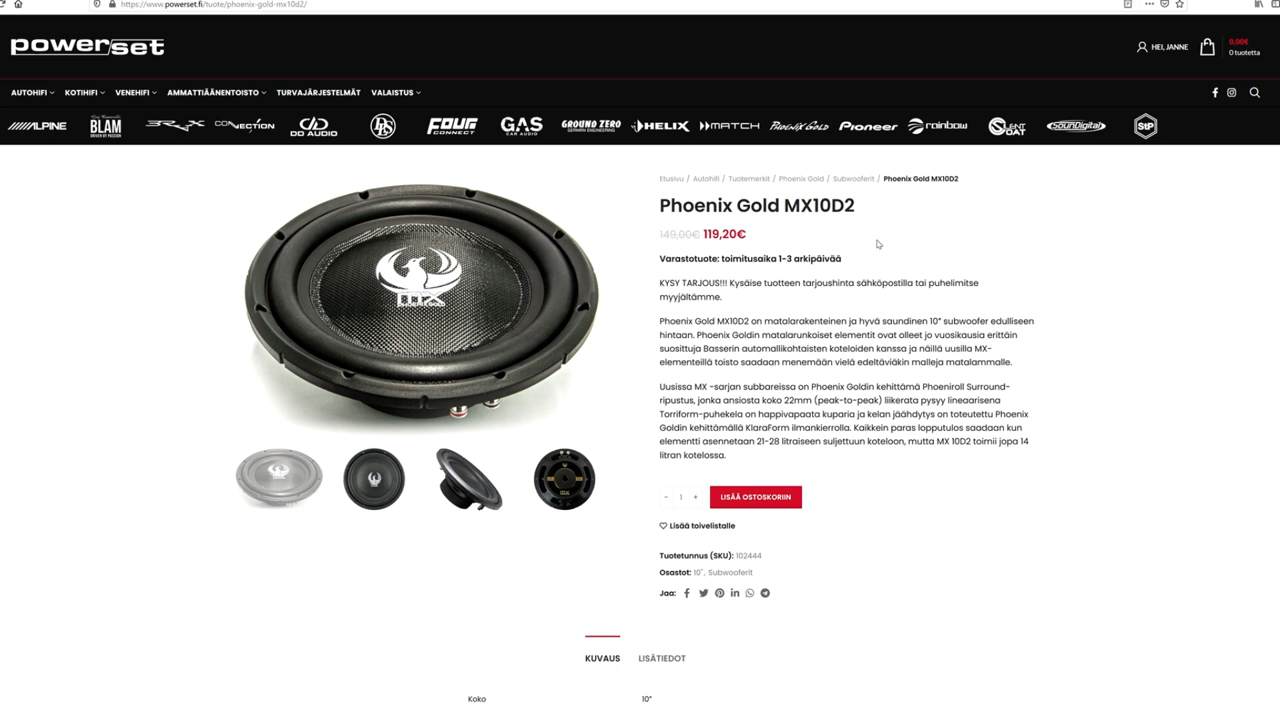 https://www.powerset.fi/tuote/phoenix-gold-mx10d2/
powerset
HEI, JANNE
0,00€
0 tuotetta
AUTOHIFI KOTIHIFI VENEHIFI AMMATTIÄÄNENTOISTO TURVAJÄRJESTELMÄT VALAISTUS
ALPINE BLAM BRAX CONNECTION DD AUDIO DS FOUR CONNECT GAS CAR AUDIO GROUND ZERO GERMAN ENGINEERING HELIX MATCH PHOENIX GOLD Pioneer rainbow SILENT COAT SOUNDIGITAL StP
Etusivu / Autohifi / Tuotemerkit / Phoenix Gold / Subwooferit / Phoenix Gold MX10D2
Phoenix Gold MX10D2
149,00€ 119,20€
Varastotuote: toimitusaika 1-3 arkipäivää
KYSY TARJOUS!!! Kysäise tuotteen tarjoushinta sähköpostilla tai puhelimitse
myyjältämme.
Phoenix Gold MX10D2 on matalarakenteinen ja hyvä saundinen 10” subwoofer edulliseen
hintaan. Phoenix Goldin matalarunkoiset elementit ovat olleet jo vuosikausia erittäin
suosittuja Basserin automallikohtaisten koteloiden kanssa ja näillä uusilla MX-
elementeillä toisto saadaan menemään vielä edeltäviäkin malleja matalammalle.
Uusissa MX -sarjan subbareissa on Phoenix Goldin kehittämä Phoeniroll Surround-
ripustus, jonka ansiosta koko 22mm (peak-to-peak) liikerata pysyy lineaarisena
Torriform-puhekela on happivapaata kuparia ja kelan jäähdytys on toteutettu Phoenix
Goldin kehittämällä KlaraForm ilmankierrolla. Kaikkein paras lopputulos saadaan kun
elementti asennetaan 21-28 litraiseen suljettuun koteloon, mutta MX 10D2 toimii jopa 14
litran kotelossa.
- 1 +
LISÄÄ OSTOSKORIIN
Lisää toivelistalle
Tuotetunnus (SKU): 102444
Osastot: 10", Subwooferit
Jaa:
KUVAUS LISÄTIEDOT
Koko 10"